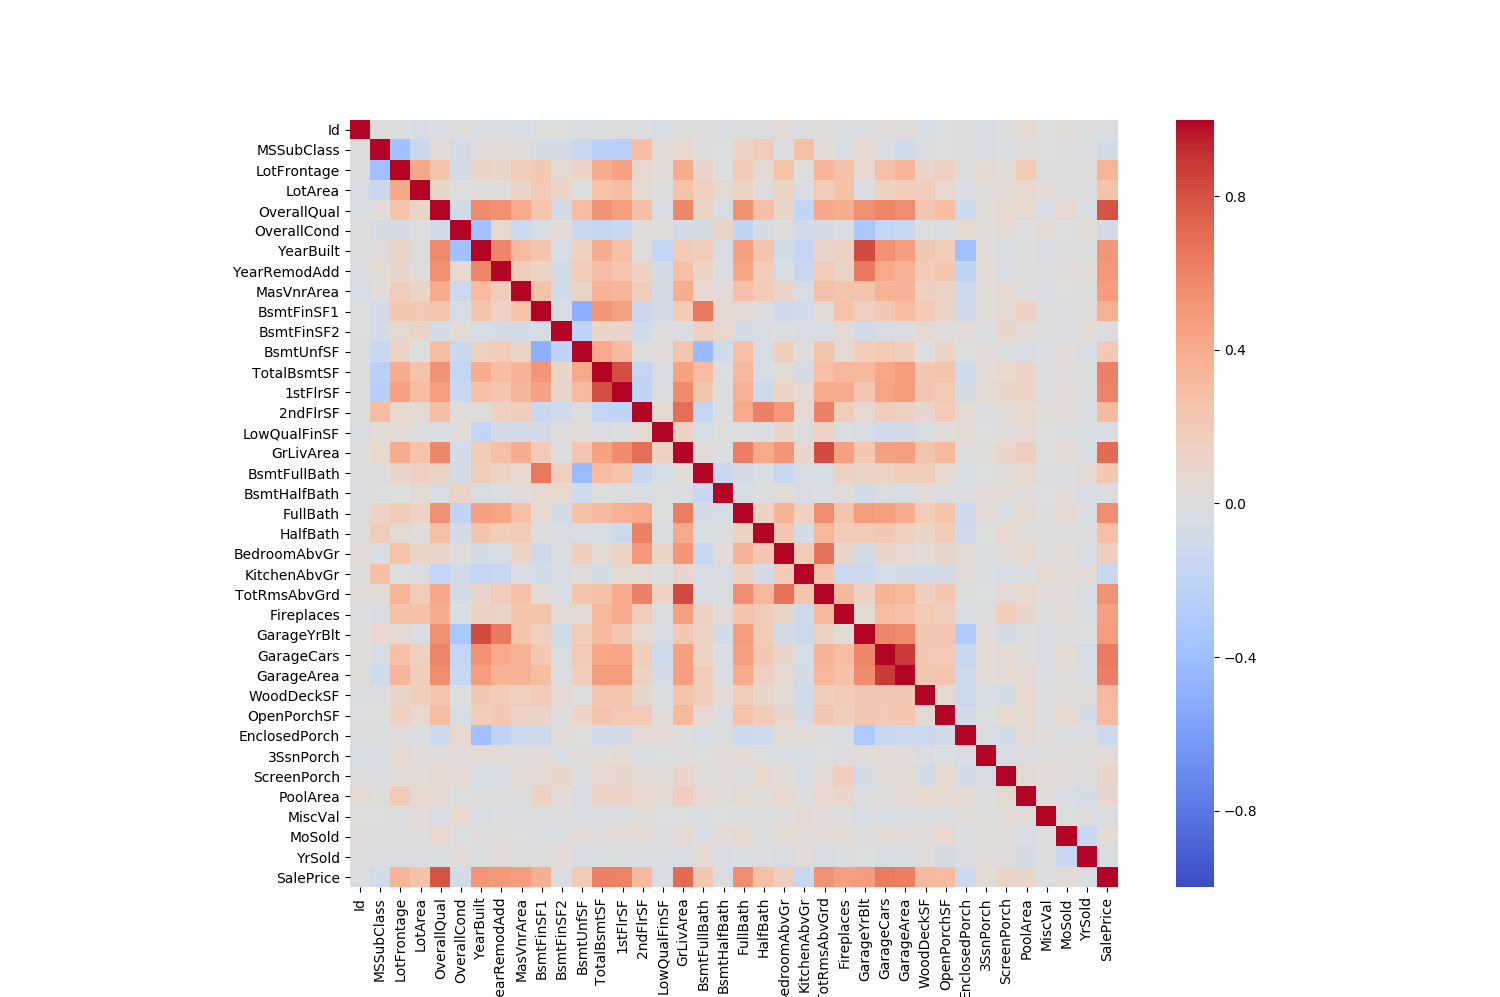 Id
MSSubClass
LotFrontage
LotArea
OverallQual
OverallCond
YearBuilt
YearRemodAdd
MasVnrArea
BsmtFinSF1
BsmtFinSF2
BsmtUnfSF
TotalBsmtSF
1stFlrSF
2ndFlrSF
LowQualFinSF
GrLivArea
BsmtFullBath
BsmtHalfBath
FullBath
HalfBath
BedroomAbvGr
KitchenAbvGr
TotRmsAbvGrd
Fireplaces
GarageYrBlt
GarageCars
GarageArea
WoodDeckSF
OpenPorchSF
EnclosedPorch
3SsnPorch
ScreenPorch
PoolArea
MiscVal
MoSold
YrSold
SalePrice
Id
MSSubClass
LotFrontage
LotArea
OverallQual
OverallCond
YearBuilt
earRemodAdd
MasVnrArea
BsmtFinSF1
BsmtFinSF2
BsmtUnfSF
TotalBsmtSF
1stFlrSF
2ndFlrSF
LowQualFinSF
GrLivArea
BsmtFullBath
BsmtHalfBath
FullBath
HalfBath
edroomAbvGr
KitchenAbvGr
TotRmsAbvGrd
Fireplaces
GarageYrBlt
GarageCars
GarageArea
WoodDeckSF
OpenPorchSF
EnclosedPorch
3SsnPorch
ScreenPorch
PoolArea
MiscVal
MoSold
YrSold
SalePrice
0.8
0.4
0.0
−0.4
−0.8